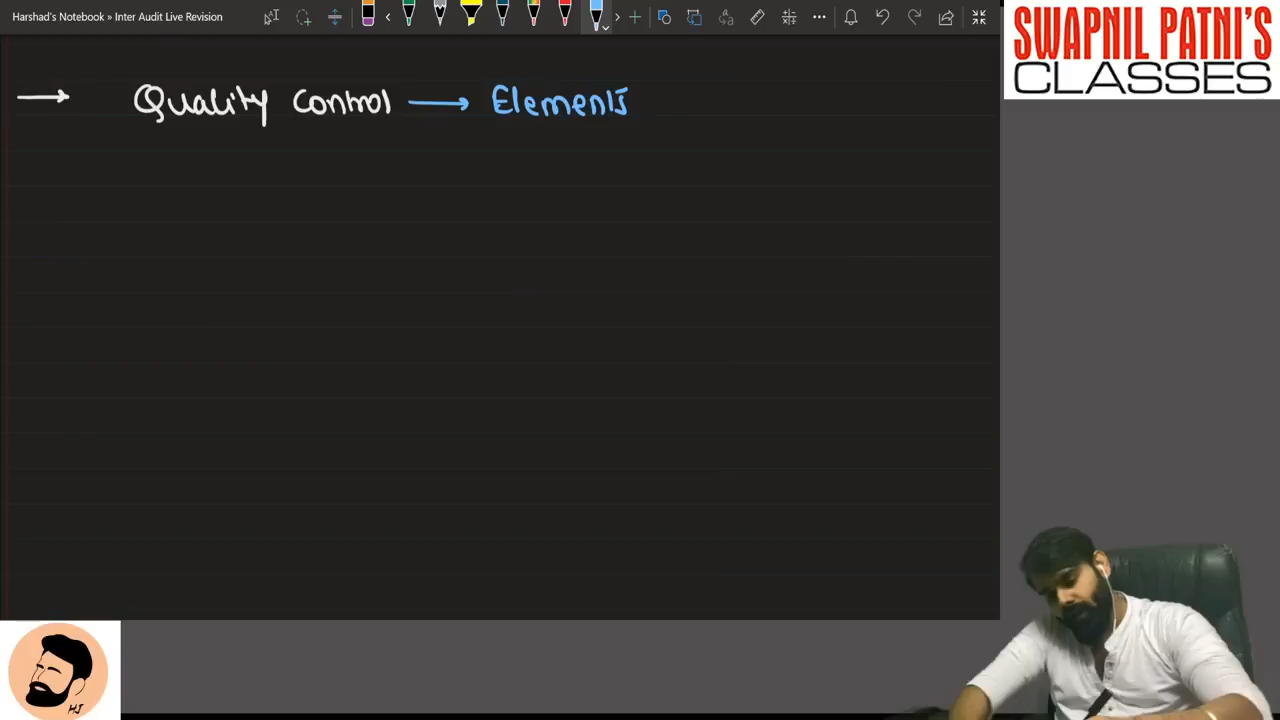 Harshad's Notebook » Inter Audit Live Revision
SWAPNIL PATNI'S
CLASSES
Quality Control → Elements
HJ